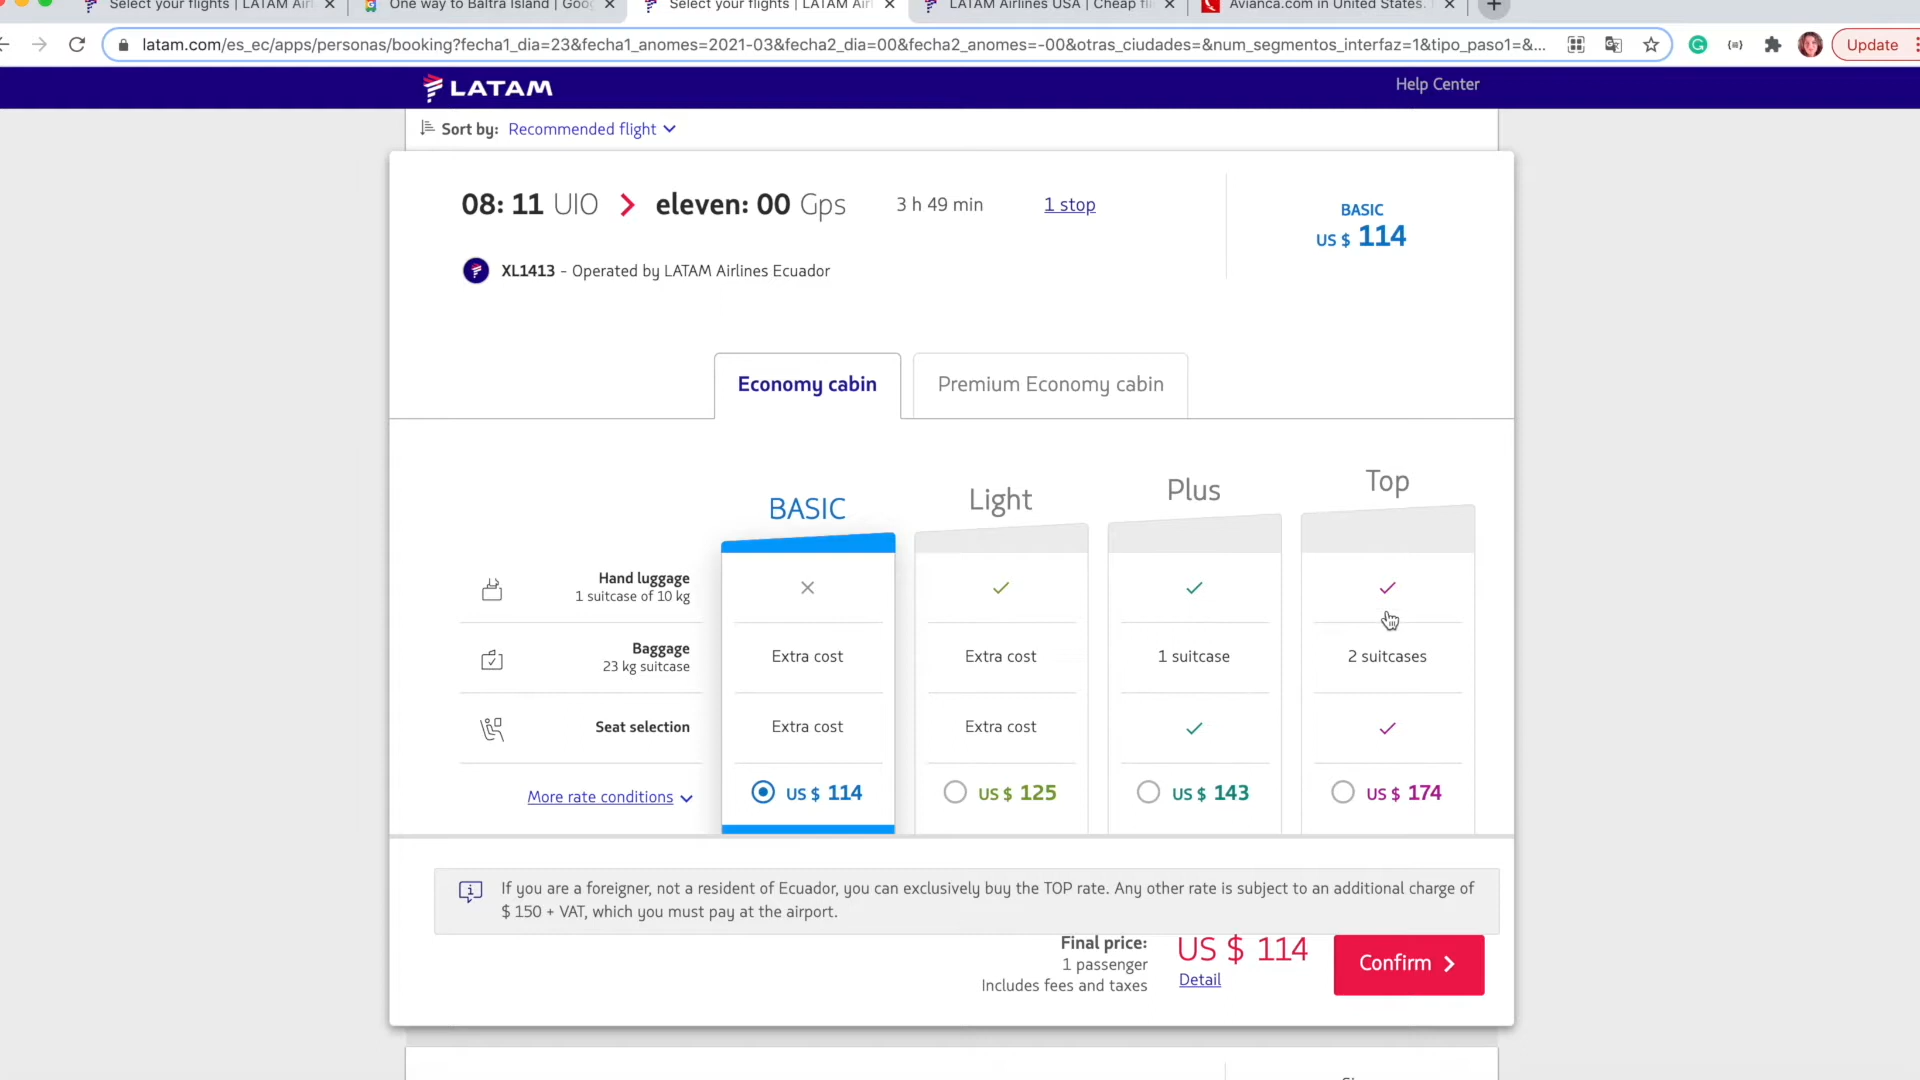 Select your flights | LATAM Airl
One way to Baltra Island | Goog
Select your flights | LATAM Airl
LATAM Airlines USA | Cheap fli
Avianca.com in United States.
latam.com/es_ec/apps/personas/booking?fecha1_dia=23&fecha1_anomes=2021-03&fecha2_dia=00&fecha2_anomes=-00&otras_ciudades=&num_segmentos_interfaz=1&tipo_paso1=&...
Update
LATAM
Help Center
Sort by: Recommended flight
08: 11 UIO
eleven: 00 Gps
3 h 49 min
1 stop
BASIC
US $ 114
XL1413 - Operated by LATAM Airlines Ecuador
Economy cabin
Premium Economy cabin
BASIC
Light
Plus
Top
Hand luggage
1 suitcase of 10 kg
Baggage
23 kg suitcase
Extra cost
Extra cost
1 suitcase
2 suitcases
Seat selection
Extra cost
Extra cost
More rate conditions
US $ 114
US $ 125
US $ 143
US $ 174
If you are a foreigner, not a resident of Ecuador, you can exclusively buy the TOP rate. Any other rate is subject to an additional charge of
$ 150 + VAT, which you must pay at the airport.
Final price:
1 passenger
Includes fees and taxes
US $ 114
Detail
Confirm